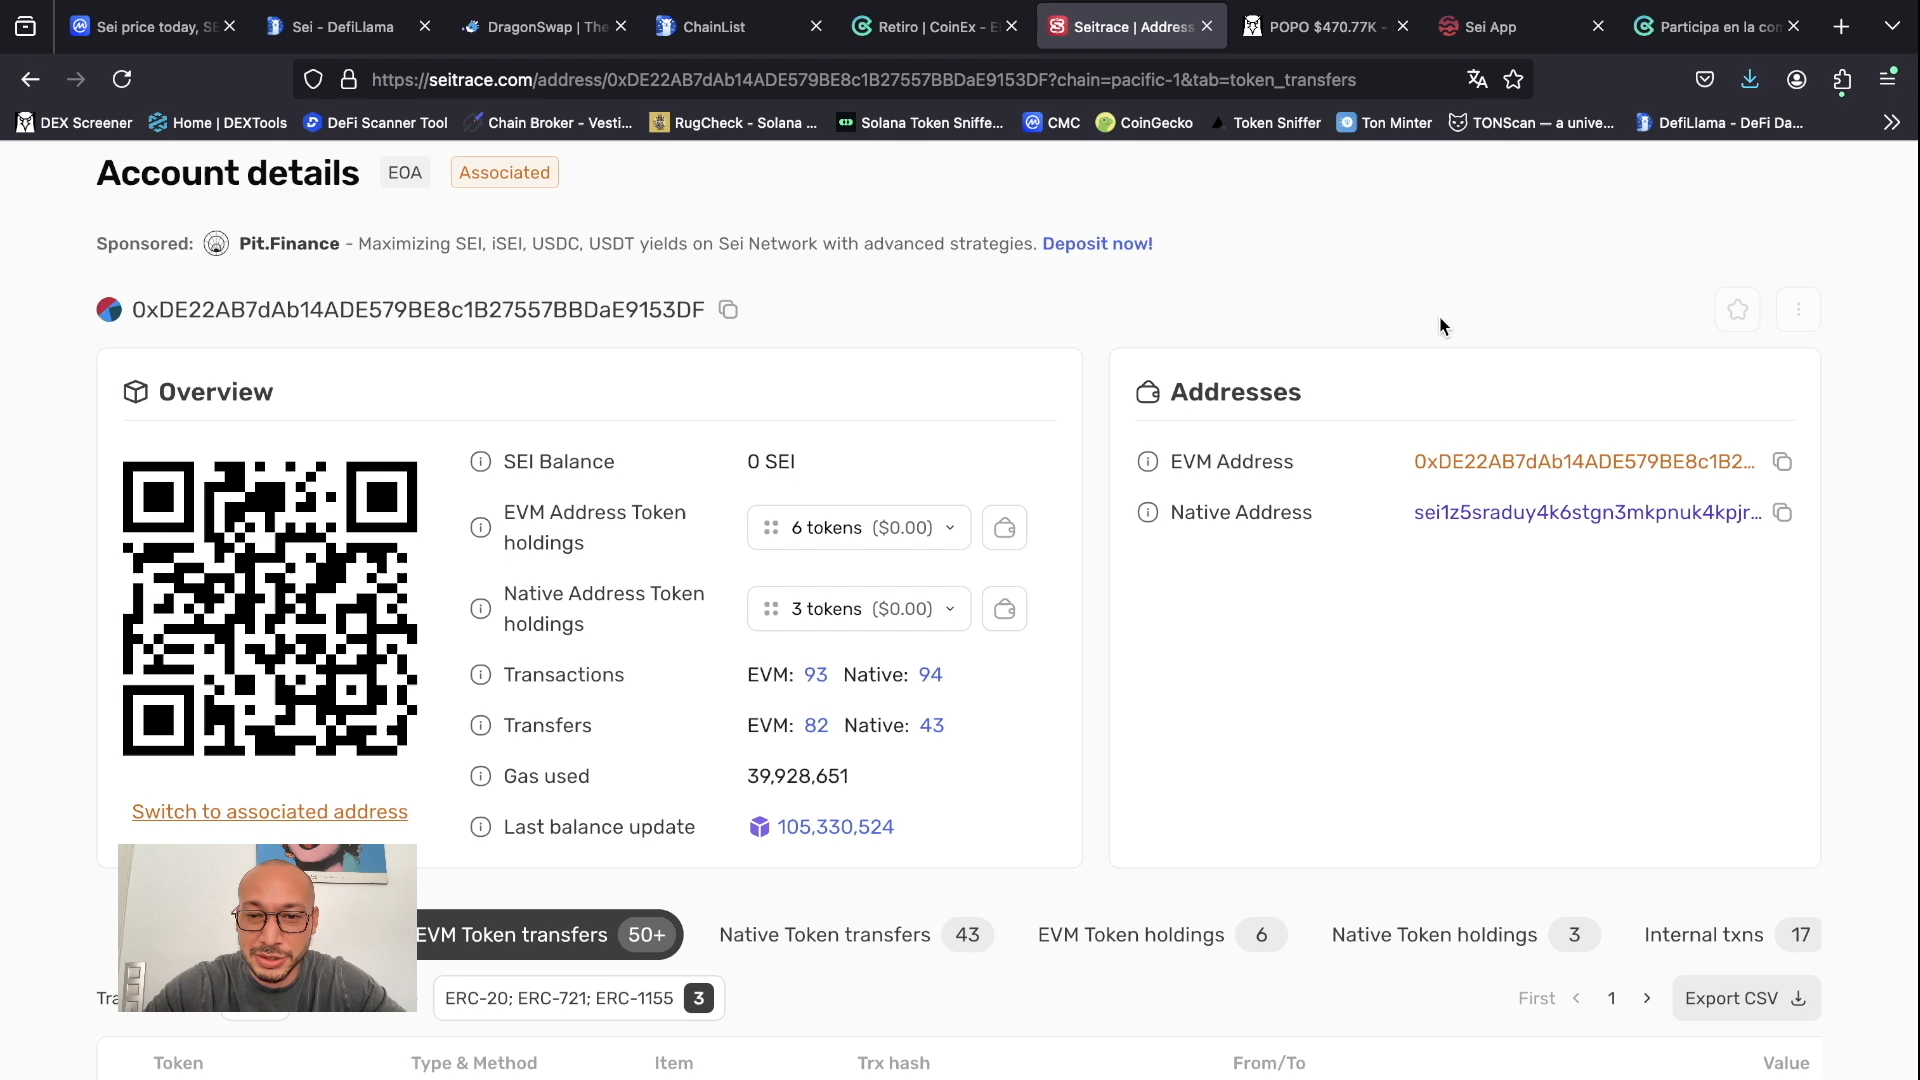 Sei price today, SE
Sei - DefiLlama
DragonSwap | The
ChainList
Retiro | CoinEx - E
Seitrace | Address
POPO $470.77K -
Sei App
Participa en la con
https://seitrace.com/address/0xDE22AB7dAb14ADE579BE8c1B27557BBDaE9153DF?chain=pacific-1&tab=token_transfers
DEX Screener
Home | DEXTools
DeFi Scanner Tool
Chain Broker - Vesti...
RugCheck - Solana ...
Solana Token Sniffe...
CMC
CoinGecko
Token Sniffer
Ton Minter
TONScan — a unive...
DefiLlama - DeFi Da...
Account details EOA Associated
Sponsored: Pit.Finance - Maximizing SEI, iSEI, USDC, USDT yields on Sei Network with advanced strategies. Deposit now!
0xDE22AB7dAb14ADE579BE8c1B27557BBDaE9153DF
Overview
SEI Balance 0 SEI
EVM Address Token
holdings
6 tokens ($0.00)
Native Address Token
holdings
3 tokens ($0.00)
Transactions EVM: 93 Native: 94
Transfers EVM: 82 Native: 43
Gas used 39,928,651
Last balance update 105,330,524
Switch to associated address
Addresses
EVM Address 0xDE22AB7dAb14ADE579BE8c1B2...
Native Address sei1z5sraduy4k6stgn3mkpnuk4kpjr...
EVM Token transfers 50+
Native Token transfers 43
EVM Token holdings 6
Native Token holdings 3
Internal txns 17
Tra
ERC-20; ERC-721; ERC-1155 3
First < 1 >
Export CSV
Token Type & Method Item Trx hash From/To Value